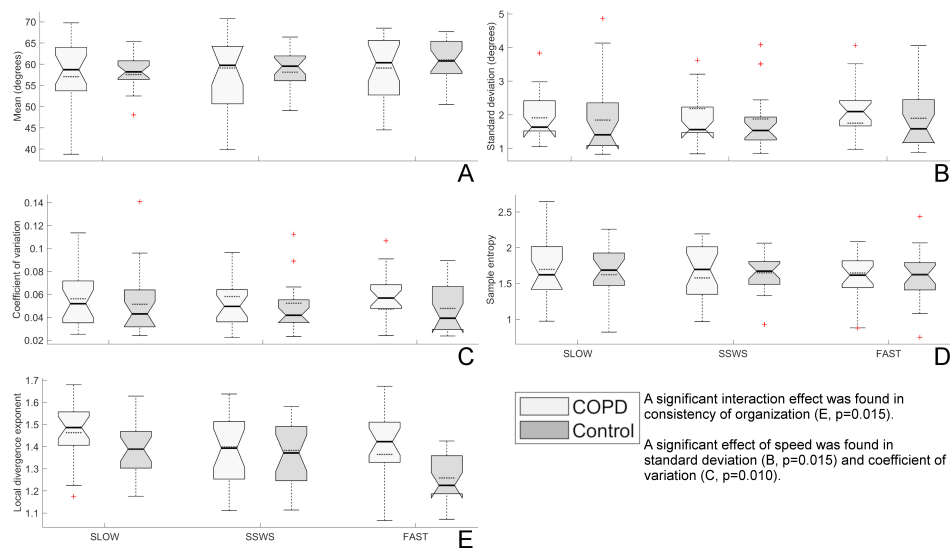 Mean (degrees)
70
65
60
55
50
45
40
A
Standard deviation (degrees)
5
4
3
2
1
B
Coefficient of variation
0.14
0.12
0.1
0.08
0.06
0.04
0.02
C
Sample entropy
2.5
2
1.5
1
SLOW SSWS FAST
D
Local divergence exponent
1.7
1.6
1.5
1.4
1.3
1.2
1.1
SLOW SSWS FAST
E
COPD
Control
A significant interaction effect was found in
consistency of organization (E, p=0.015).
A significant effect of speed was found in
standard deviation (B, p=0.015) and coefficient of
variation (C, p=0.010).